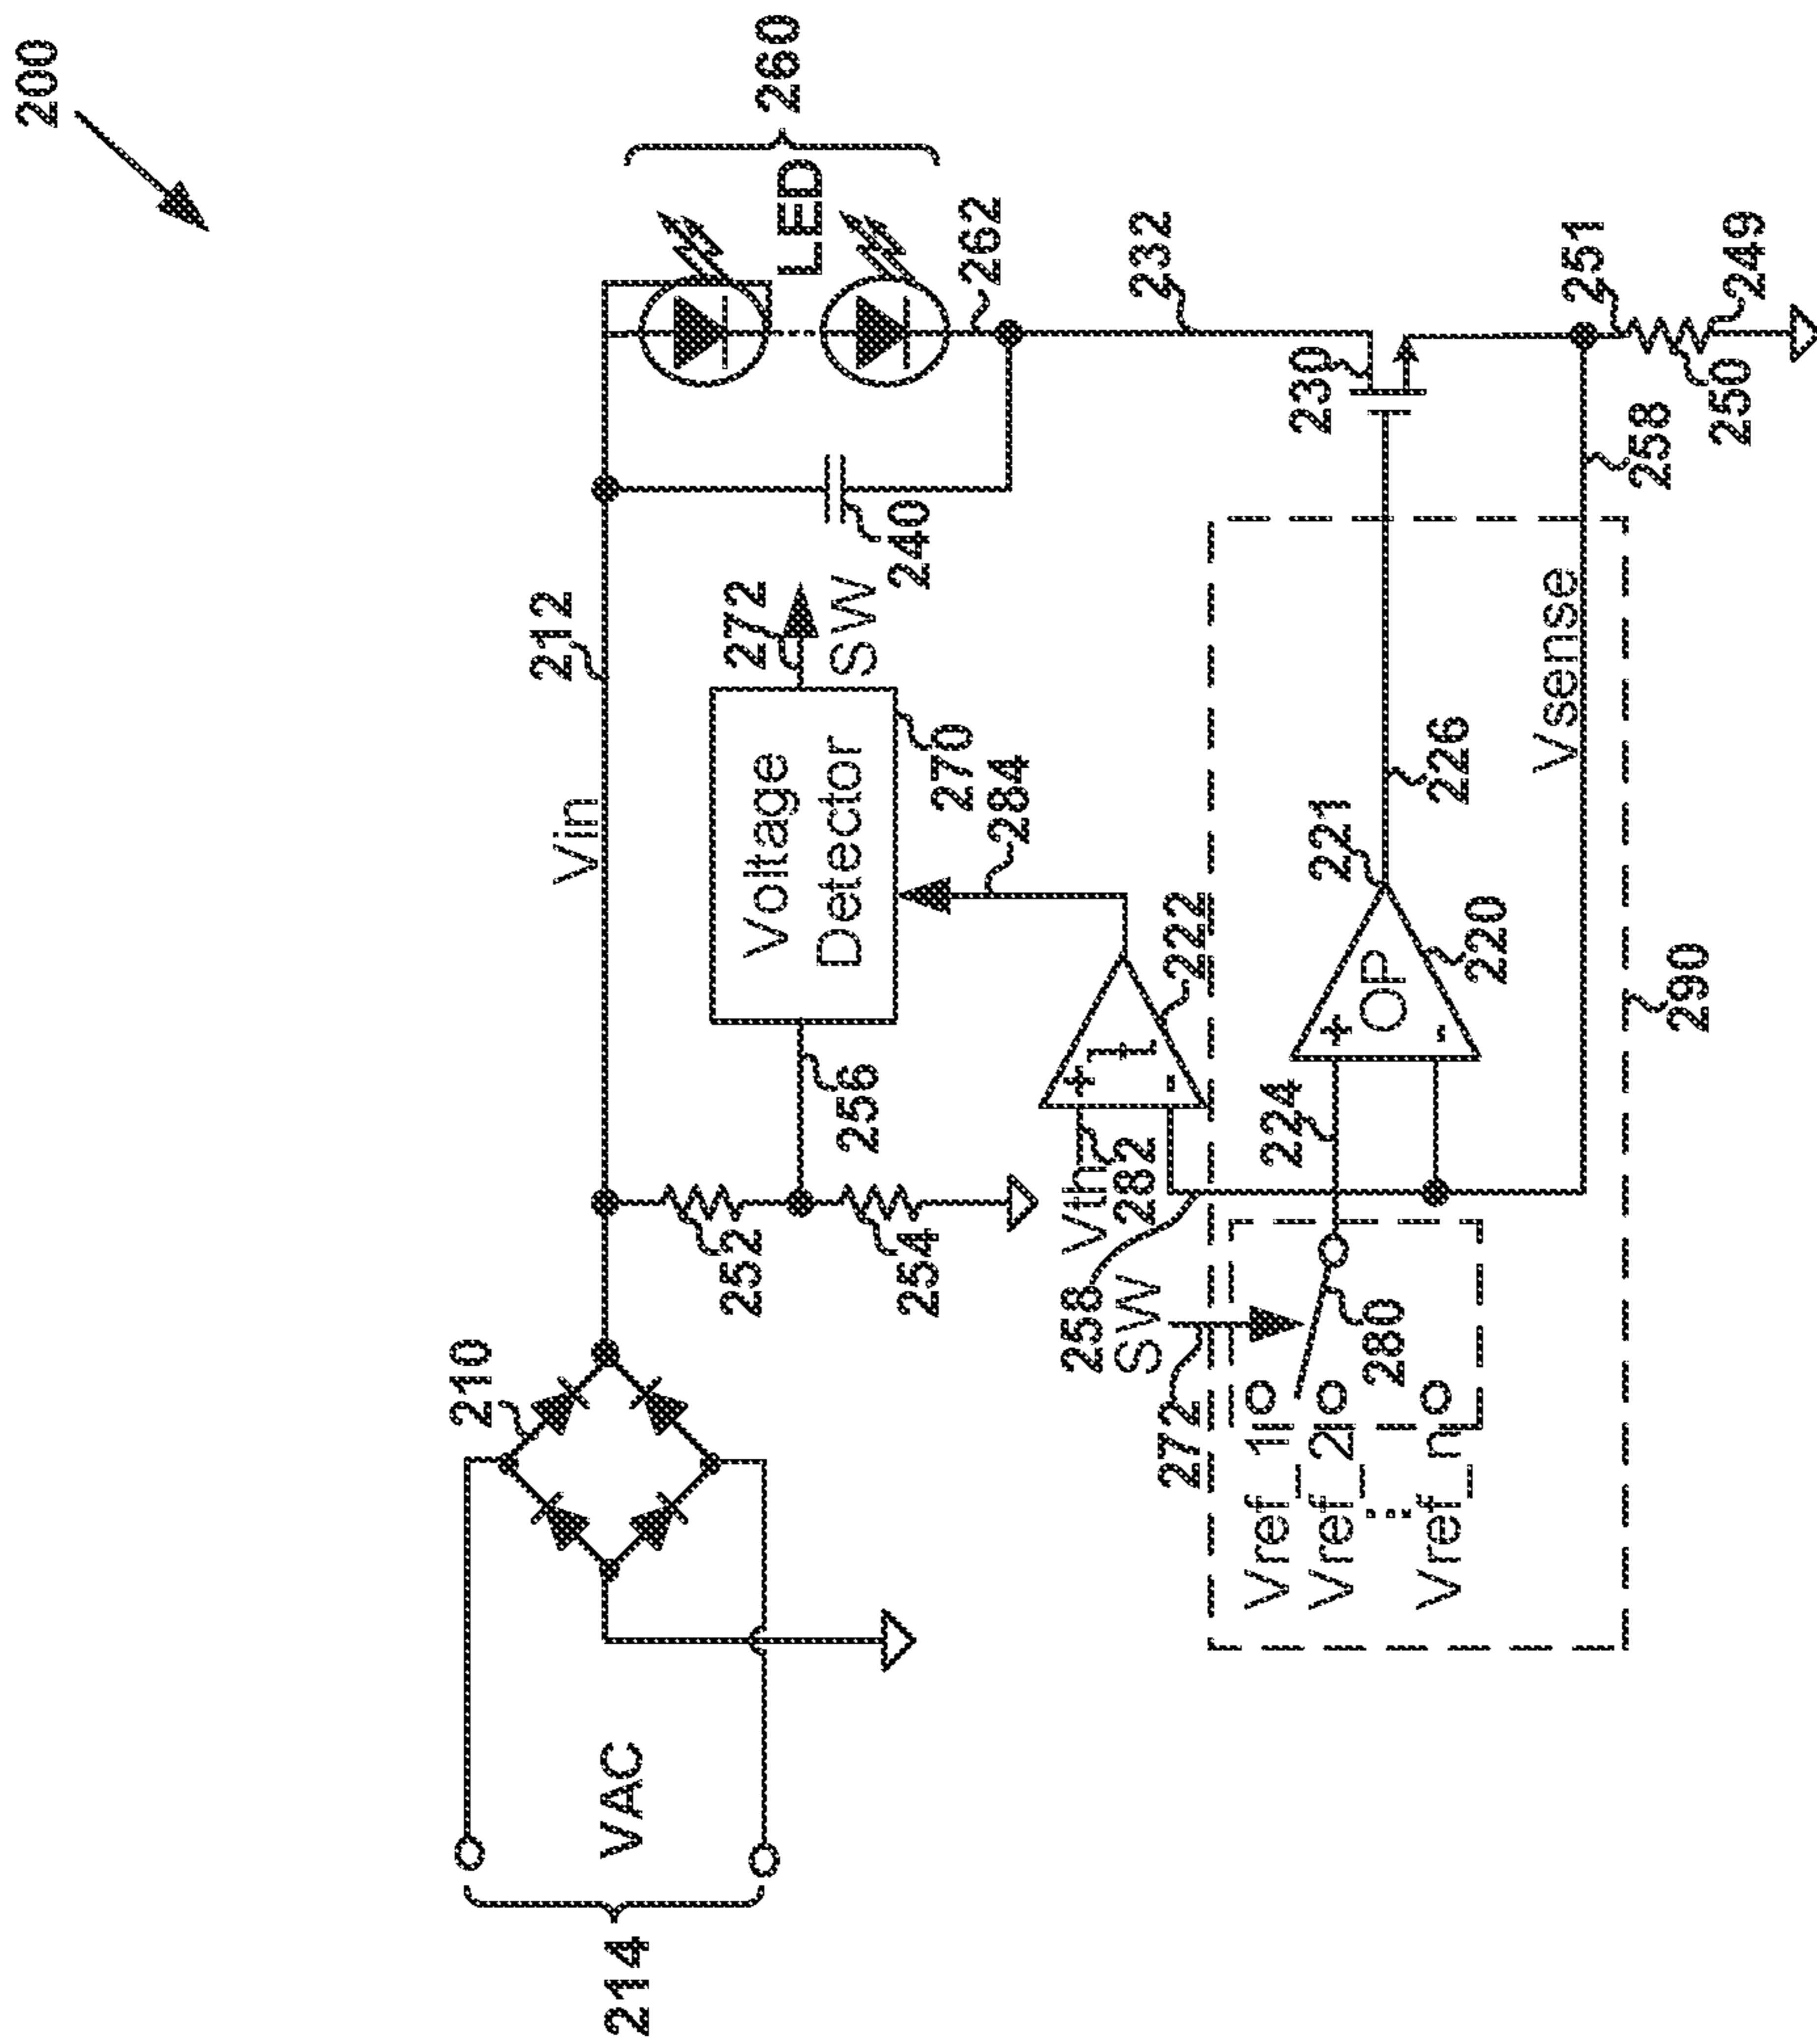 200
212
Vin
210
214
VAC
252
254
256
Voltage
Detector
270
272
SW
240
LED
260
262
284
222
+
-
Vth
282
258
SW
272
Vref_1
Vref_2
⋮
Vref_n
280
224
+
OP
-
221
220
226
Vsense
290
230
232
258
251
250
249